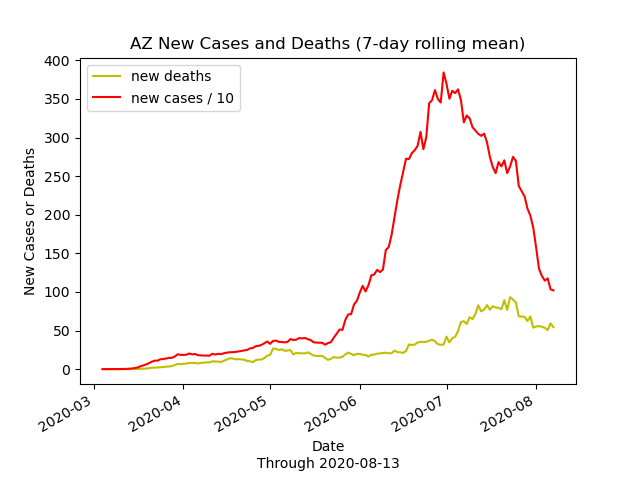 AZ New Cases and Deaths (7-day rolling mean)
new deaths
new cases / 10
400
350
300
250
200
150
100
50
0
New Cases or Deaths
2020-03
2020-04
2020-05
2020-06
2020-07
2020-08
Date
Through 2020-08-13